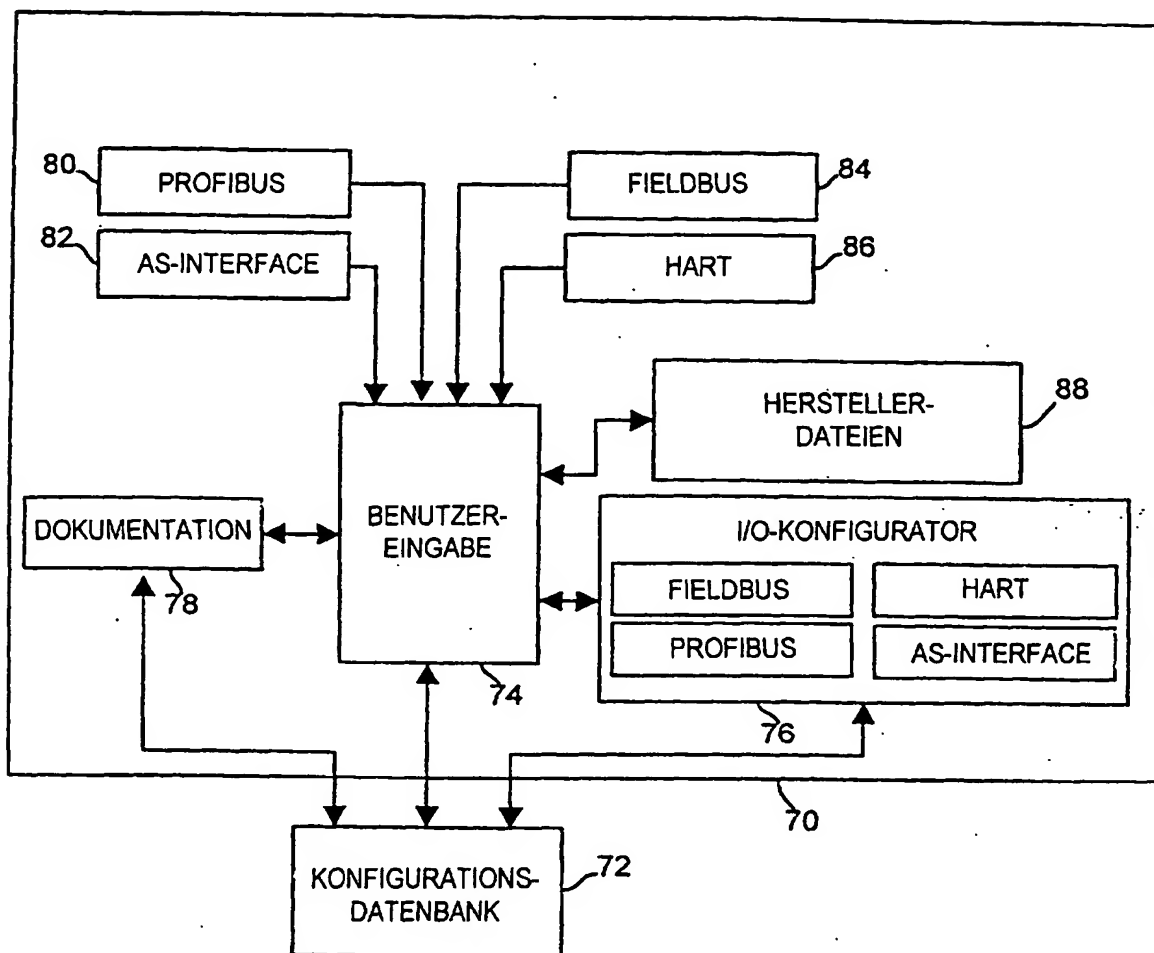 80
PROFIBUS
82
AS-INTERFACE
FIELDBUS
84
HART
86
HERSTELLER-
DATEIEN
88
DOKUMENTATION
78
BENUTZER-
EINGABE
74
I/O-KONFIGURATOR
FIELDBUS
HART
PROFIBUS
AS-INTERFACE
76
70
KONFIGURATIONS-
DATENBANK
72